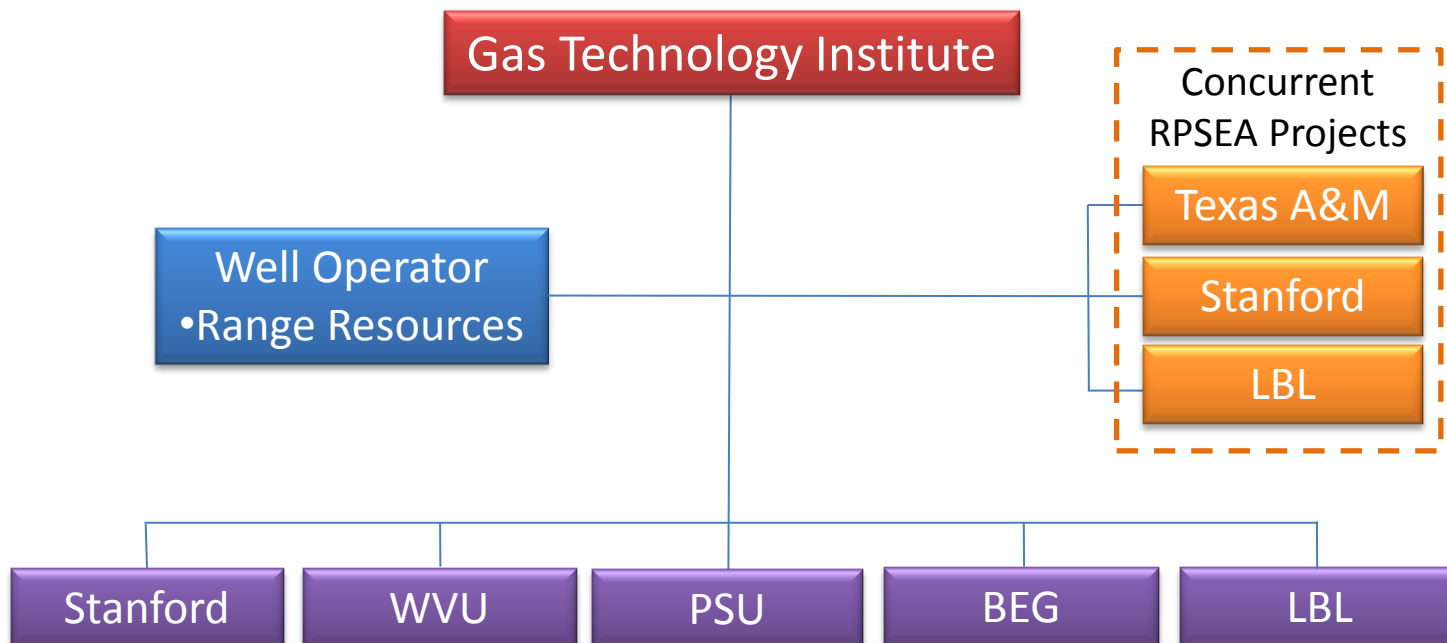 Gas Technology Institute
Concurrent
RPSEA Projects
Texas A&M
Stanford
LBL
Well Operator
•Range Resources
Stanford
WVU
PSU
BEG
LBL